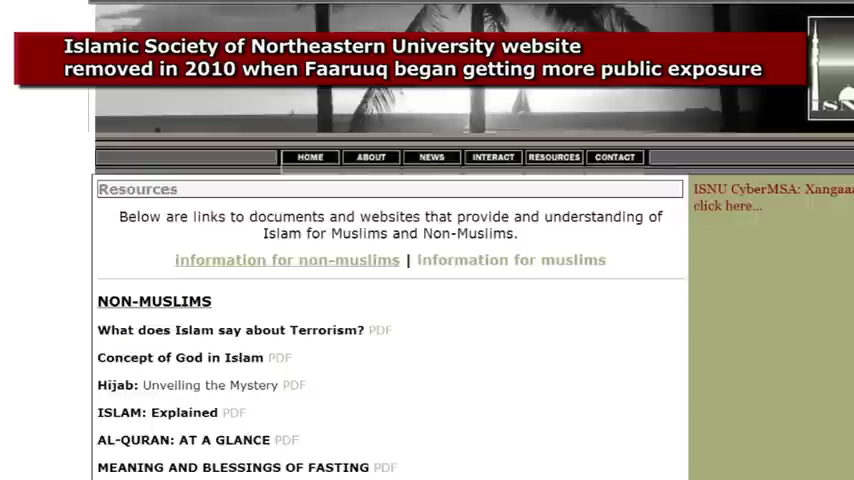 Islamic Society of Northeastern University website
removed in 2010 when Faaruuq began getting more public exposure
HOME ABOUT NEWS INTERACT RESOURCES CONTACT
Resources
ISNU CyberMSA:
click here...
Below are links to documents and websites that provide and understanding of
Islam for Muslims and Non-Muslims.
information for non-muslims | information for muslims
NON-MUSLIMS
What does Islam say about Terrorism? PDF
Concept of God in Islam PDF
Hijab: Unveiling the Mystery PDF
ISLAM: Explained PDF
AL-QURAN: AT A GLANCE PDF
MEANING AND BLESSINGS OF FASTING PDF